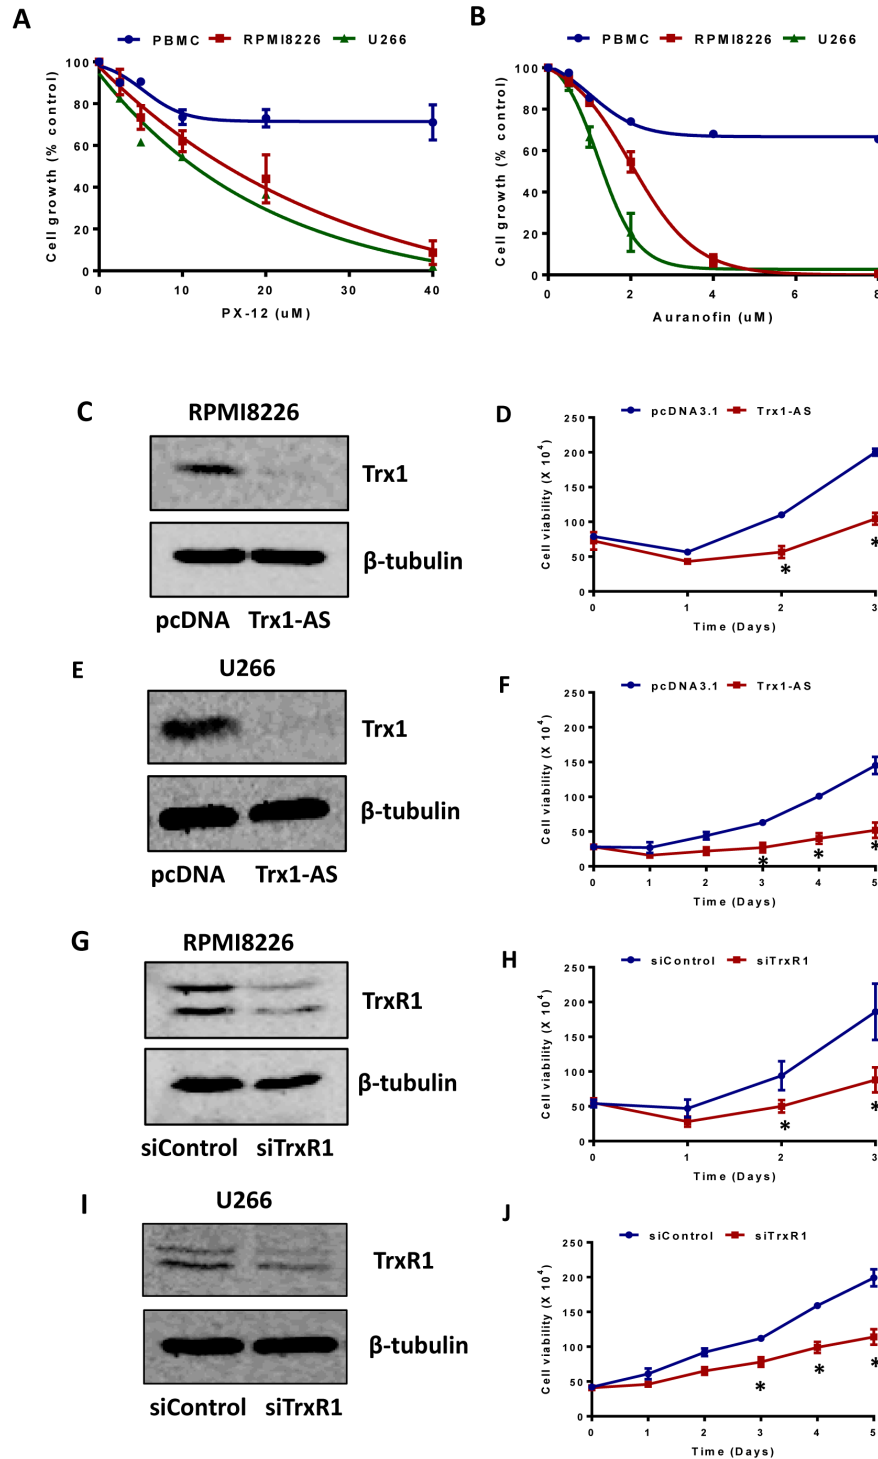 A
PBMC RPMI8226 U266
Cell growth (% control)
100
80
60
40
20
0
0 10 20 30 40
PX-12 (uM)
B
PBMC RPMI8226 U266
Cell growth (% control)
100
80
60
40
20
0
0 2 4 6 8
Auranofin (uM)
C
RPMI8226
Trx1
β-tubulin
pcDNA Trx1-AS
D
pcDNA3.1 Trx1-AS
Cell viability (X 10⁴)
250
200
150
100
50
0
* *
0 1 2 3
Time (Days)
E
U266
Trx1
β-tubulin
pcDNA Trx1-AS
F
pcDNA3.1 Trx1-AS
Cell viability (X 10⁴)
250
200
150
100
50
0
* * *
0 1 2 3 4 5
Time (Days)
G
RPMI8226
TrxR1
β-tubulin
siControl siTrxR1
H
siControl siTrxR1
Cell viability (X 10⁴)
250
200
150
100
50
0
* *
0 1 2 3
Time (Days)
I
U266
TrxR1
β-tubulin
siControl siTrxR1
J
siControl siTrxR1
Cell viability (X 10⁴)
250
200
150
100
50
0
* * *
0 1 2 3 4 5
Time (Days)